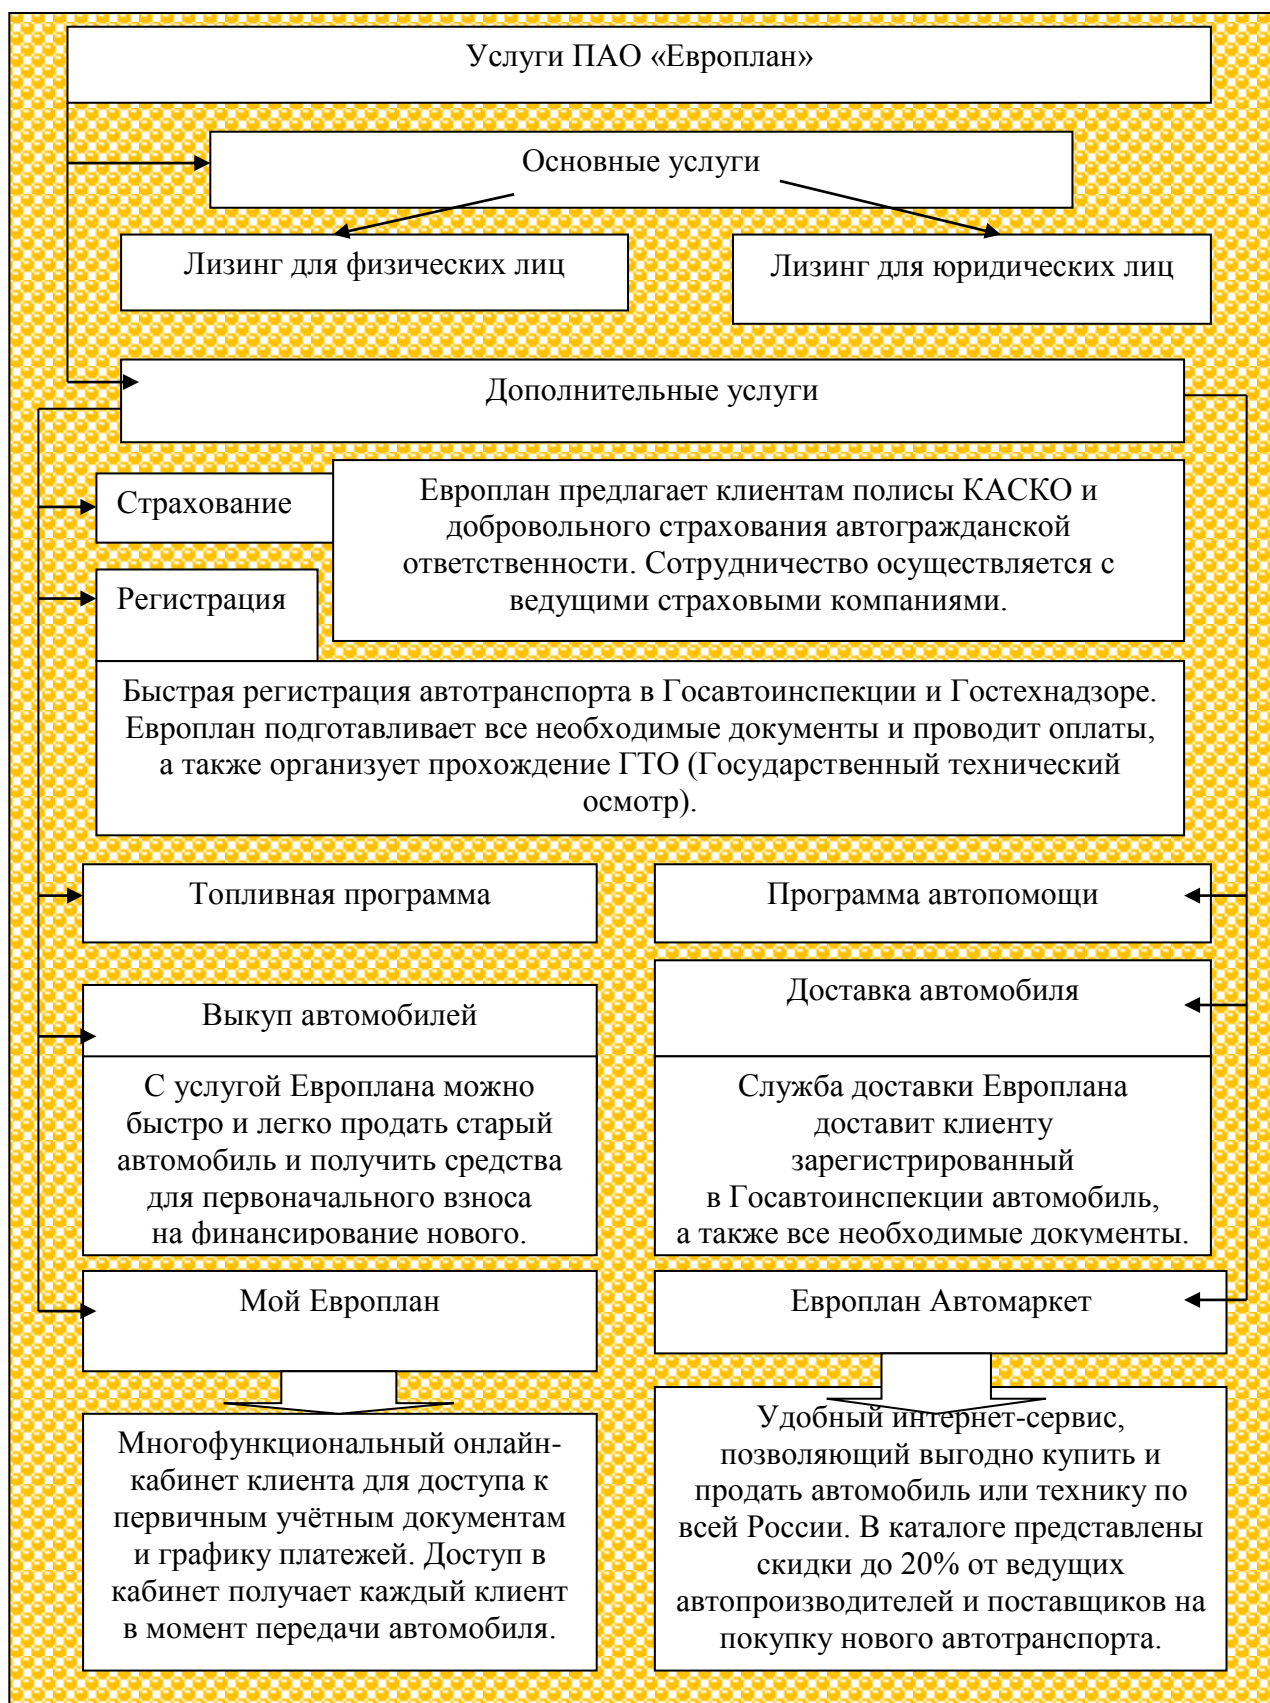 Услуги ПАО «Европлан»
Основные услуги
Лизинг для физических лиц
Лизинг для юридических лиц
Дополнительные услуги
Страхование
Европлан предлагает клиентам полисы КАСКО и
добровольного страхования автогражданской
ответственности. Сотрудничество осуществляется с
ведущими страховыми компаниями.
Регистрация
Быстрая регистрация автотранспорта в Госавтоинспекции и Гостехнадзоре.
Европлан подготавливает все необходимые документы и проводит оплаты,
а также организует прохождение ГТО (Государственный технический
осмотр).
Топливная программа
Программа автопомощи
Выкуп автомобилей
С услугой Европлана можно
быстро и легко продать старый
автомобиль и получить средства
для первоначального взноса
на финансирование нового.
Доставка автомобиля
Служба доставки Европлана
доставит клиенту
зарегистрированный
в Госавтоинспекции автомобиль,
а также все необходимые документы.
Мой Европлан
Европлан Автомаркет
Многофункциональный онлайн-
кабинет клиента для доступа к
первичным учётным документам
и графику платежей. Доступ в
кабинет получает каждый клиент
в момент передачи автомобиля.
Удобный интернет-сервис,
позволяющий выгодно купить и
продать автомобиль или технику по
всей России. В каталоге представлены
скидки до 20% от ведущих
автопроизводителей и поставщиков на
покупку нового автотранспорта.